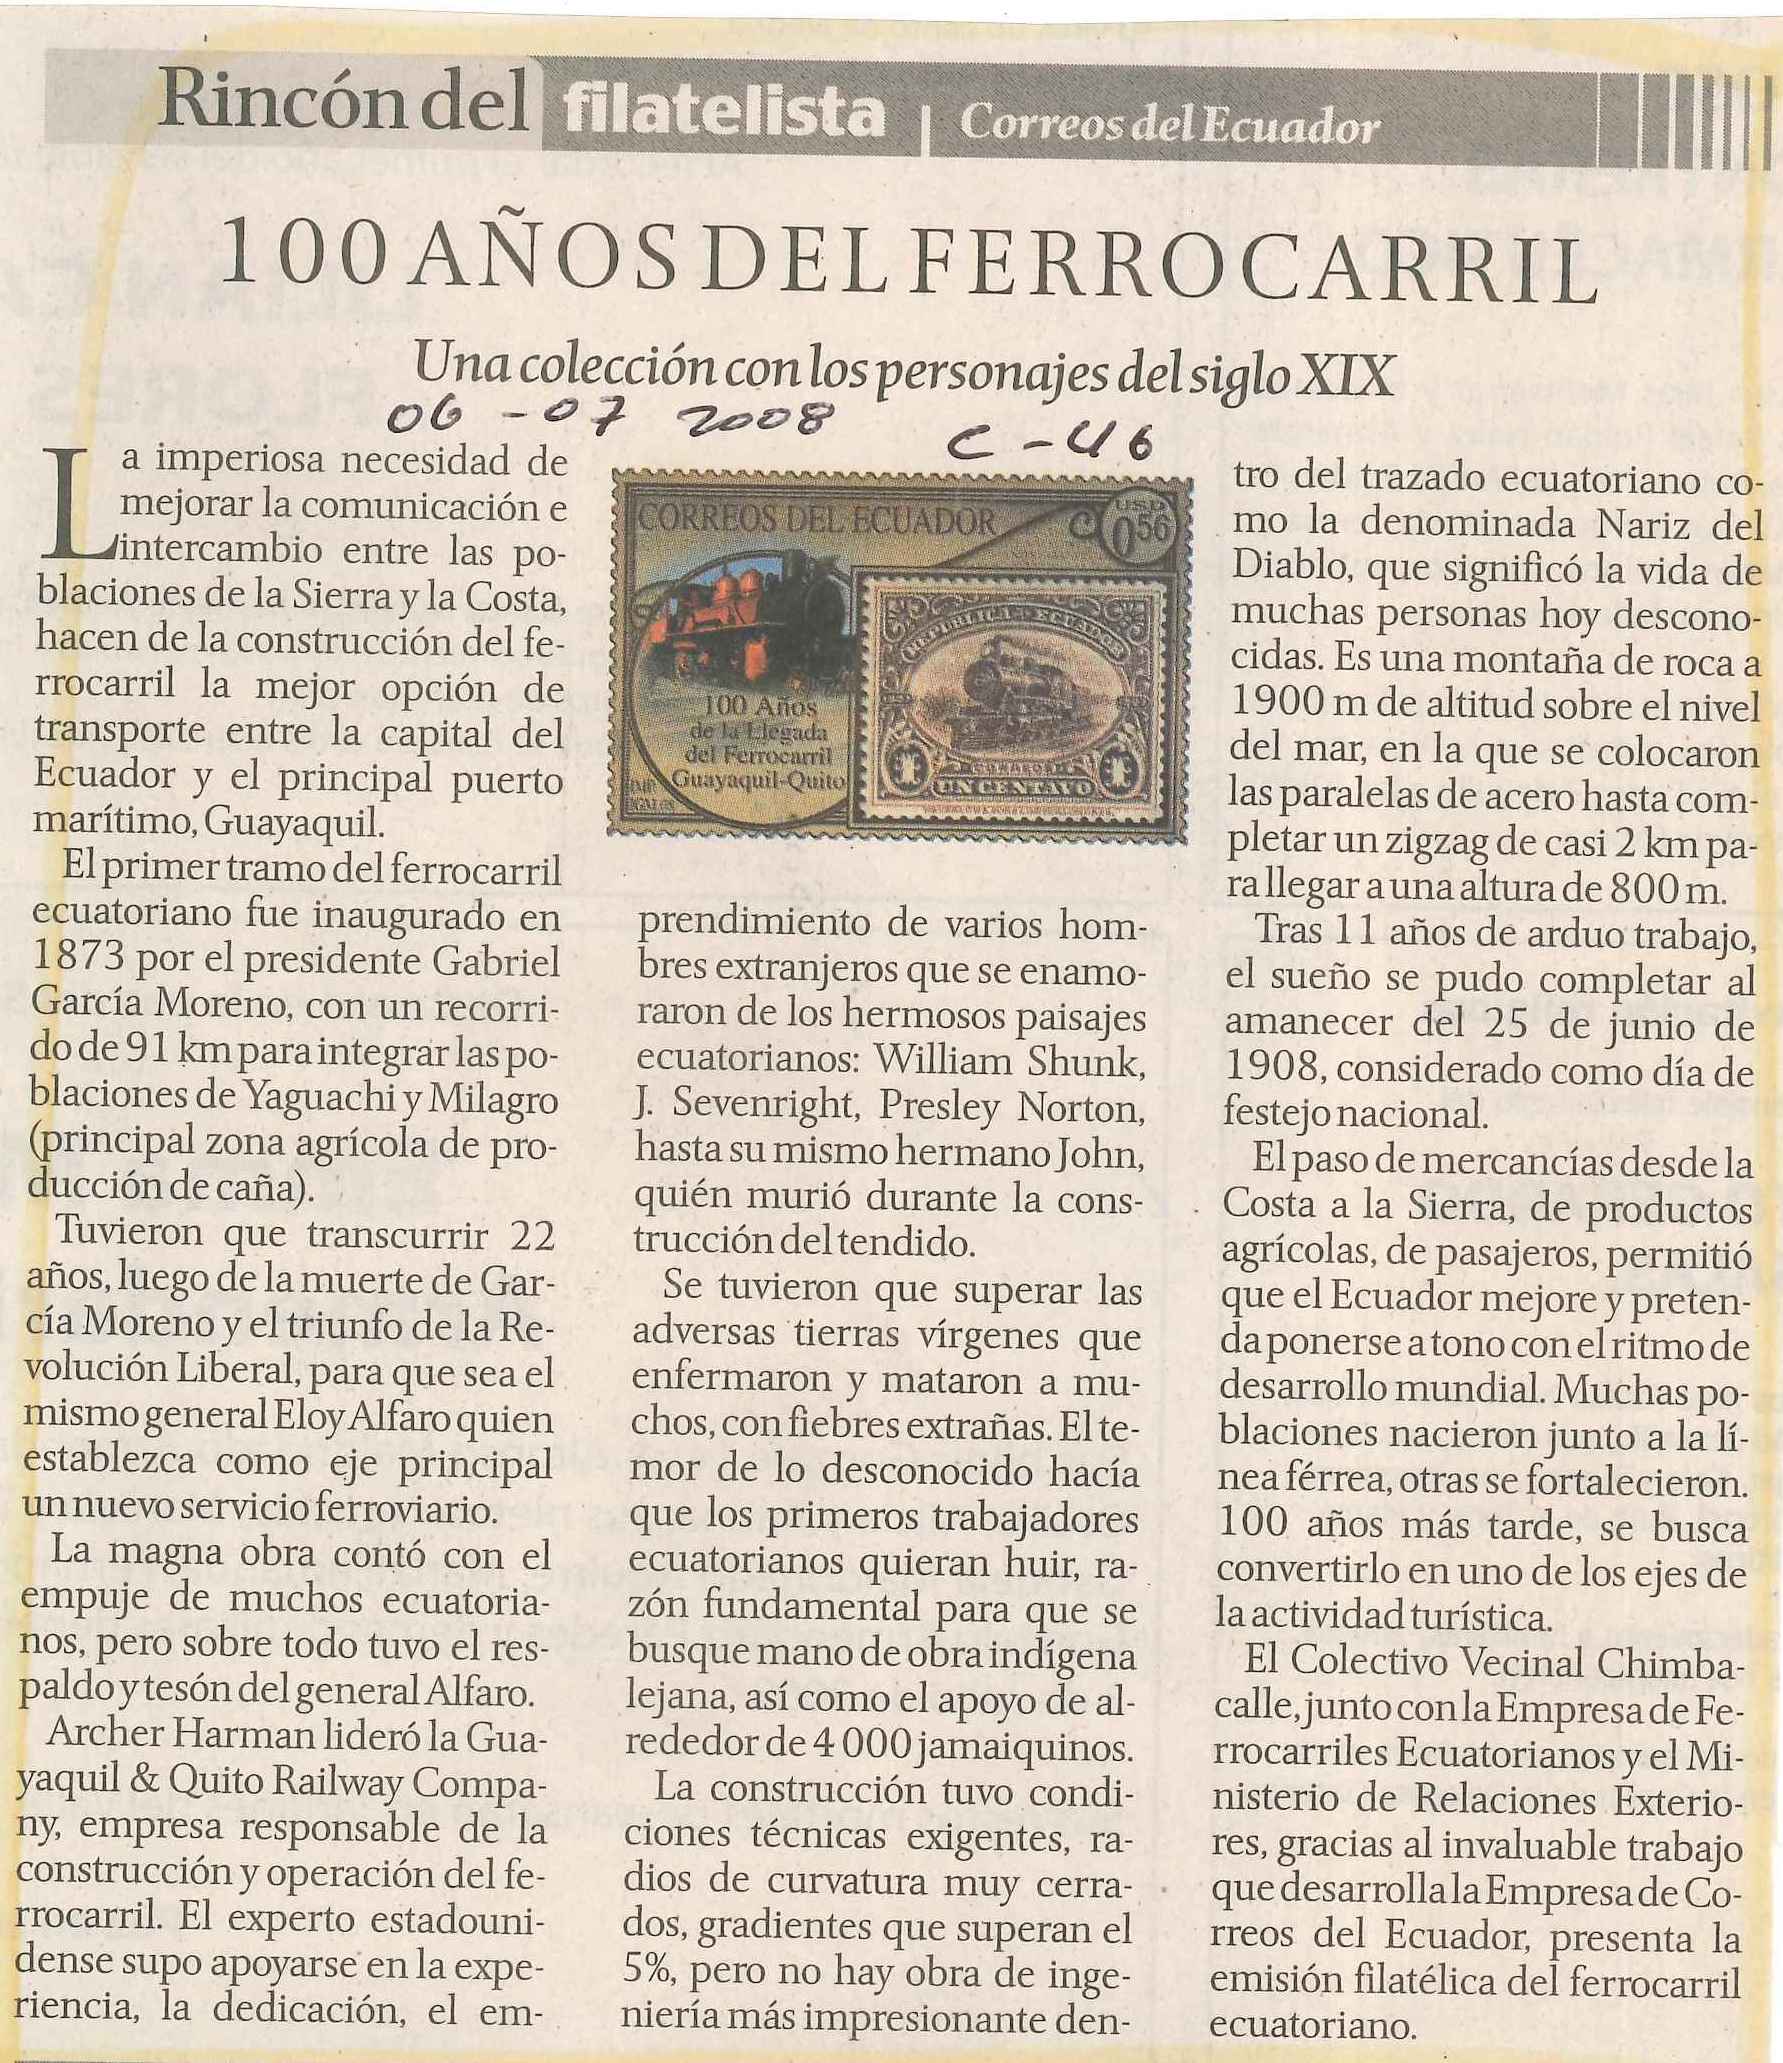 Rincón del filatelista | Correos del Ecuador
100 AÑOS DEL FERROCARRIL
Una colección con los personajes del siglo XIX
06 -07 2008 C-46
La imperiosa necesidad de
mejorar la comunicación e
intercambio entre las po-
blaciones de la Sierra y la Costa,
hacen de la construcción del fe-
rrocarril la mejor opción de
transporte entre la capital del
Ecuador y el principal puerto
marítimo, Guayaquil.
El primer tramo del ferrocarril
ecuatoriano fue inaugurado en
1873 por el presidente Gabriel
García Moreno, con un recorri-
do de 91 km para integrar las po-
blaciones de Yaguachi y Milagro
(principal zona agrícola de pro-
ducción de caña).
Tuvieron que transcurrir 22
años, luego de la muerte de Gar-
cía Moreno y el triunfo de la Re-
volución Liberal, para que sea el
mismo general Eloy Alfaro quien
establezca como eje principal
un nuevo servicio ferroviario.
La magna obra contó con el
empuje de muchos ecuatoria-
nos, pero sobre todo tuvo el res-
paldo y tesón del general Alfaro.
Archer Harman lideró la Gua-
yaquil & Quito Railway Compa-
ny, empresa responsable de la
construcción y operación del fe-
rrocarril. El experto estadouni-
dense supo apoyarse en la expe-
riencia, la dedicación, el em-
CORREOS DEL ECUADOR
USD
0,56
100 Años
de la Llegada
del Ferrocarril
Guayaquil-Quito
REPUBLICA DEL ECUADOR
CORREOS
1 UN CENTAVO 1
prendimiento de varios hom-
bres extranjeros que se enamo-
raron de los hermosos paisajes
ecuatorianos: William Shunk,
J. Sevenright, Presley Norton,
hasta su mismo hermano John,
quién murió durante la cons-
trucción del tendido.
Se tuvieron que superar las
adversas tierras vírgenes que
enfermaron y mataron a mu-
chos, con fiebres extrañas. El te-
mor de lo desconocido hacía
que los primeros trabajadores
ecuatorianos quieran huir, ra-
zón fundamental para que se
busque mano de obra indígena
lejana, así como el apoyo de al-
rededor de 4 000 jamaiquinos.
La construcción tuvo condi-
ciones técnicas exigentes, ra-
dios de curvatura muy cerra-
dos, gradientes que superan el
5%, pero no hay obra de inge-
niería más impresionante den-
tro del trazado ecuatoriano co-
mo la denominada Nariz del
Diablo, que significó la vida de
muchas personas hoy descono-
cidas. Es una montaña de roca a
1900 m de altitud sobre el nivel
del mar, en la que se colocaron
las paralelas de acero hasta com-
pletar un zigzag de casi 2 km pa-
ra llegar a una altura de 800 m.
Tras 11 años de arduo trabajo,
el sueño se pudo completar al
amanecer del 25 de junio de
1908, considerado como día de
festejo nacional.
El paso de mercancías desde la
Costa a la Sierra, de productos
agrícolas, de pasajeros, permitió
que el Ecuador mejore y preten-
da ponerse a tono con el ritmo de
desarrollo mundial. Muchas po-
blaciones nacieron junto a la lí-
nea férrea, otras se fortalecieron.
100 años más tarde, se busca
convertirlo en uno de los ejes de
la actividad turística.
El Colectivo Vecinal Chimba-
calle, junto con la Empresa de Fe-
rrocarriles Ecuatorianos y el Mi-
nisterio de Relaciones Exterio-
res, gracias al invaluable trabajo
que desarrolla la Empresa de Co-
rreos del Ecuador, presenta la
emisión filatélica del ferrocarril
ecuatoriano.